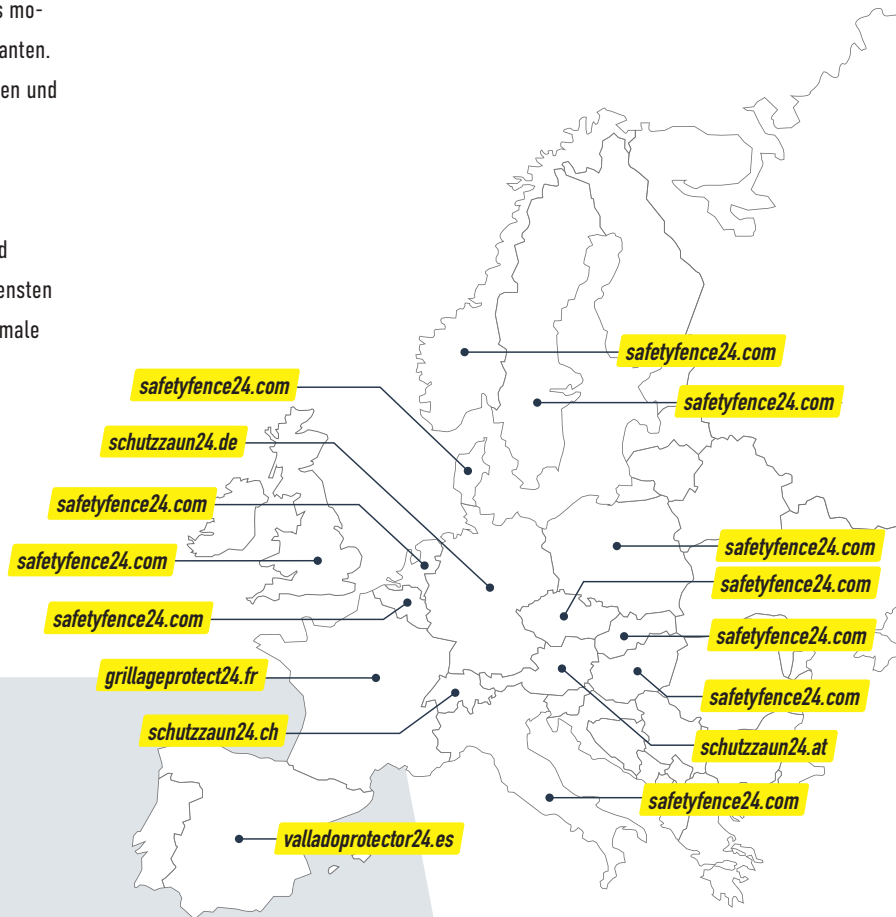 s mo-
anten.
en und
d
ensten
male
safetyfence24.com
safetyfence24.com
safetyfence24.com
schutzzaun24.de
safetyfence24.com
safetyfence24.com
safetyfence24.com
safetyfence24.com
safetyfence24.com
safetyfence24.com
grillageprotect24.fr
safetyfence24.com
schutzzaun24.ch
schutzzaun24.at
safetyfence24.com
valladoprotector24.es